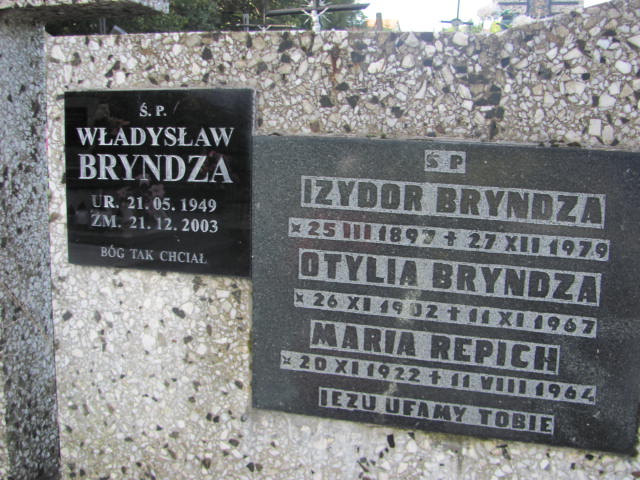 Ś. P.
WŁADYSŁAW
BRYNDZA
UR. 21. 05. 1949
ZM. 21. 12. 2003
BÓG TAK CHCIAŁ
Ś P
IZYDOR BRYNDZA
× 25 III 1897 + 27 XII 1979
OTYLIA BRYNDZA
× 26 XI 1902 + 11 XI 1967
MARIA REPICH
× 20 XI 1922 + 11 VIII 1964
JEZU UFAMY TOBIE